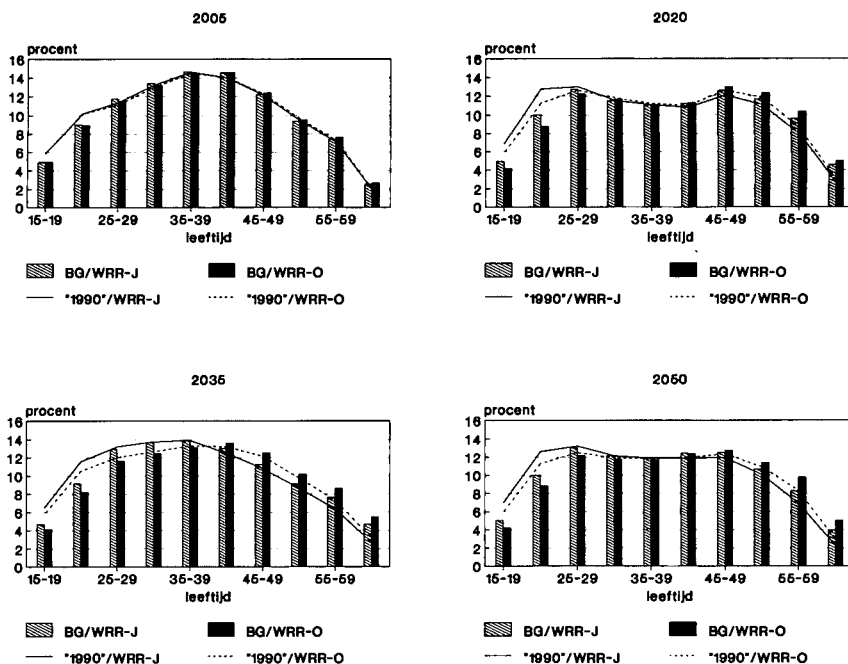 2005
procent
16
14
12
10
8
6
4
2
0
15-19 25-29 35-39 45-49 55-59
leeftijd
BG/WRR-J BG/WRR-O
"1990"/WRR-J "1990"/WRR-O
2020
procent
16
14
12
10
8
6
4
2
0
15-19 25-29 35-39 45-49 55-59
leeftijd
BG/WRR-J BG/WRR-O
"1990"/WRR-J "1990"/WRR-O
2035
procent
16
14
12
10
8
6
4
2
0
15-19 25-29 35-39 45-49 55-59
leeftijd
BG/WRR-J BG/WRR-O
"1990"/WRR-J "1990"/WRR-O
2050
procent
16
14
12
10
8
6
4
2
0
15-19 25-29 35-39 45-49 55-59
leeftijd
BG/WRR-J BG/WRR-O
"1990"/WRR-J "1990"/WRR-O